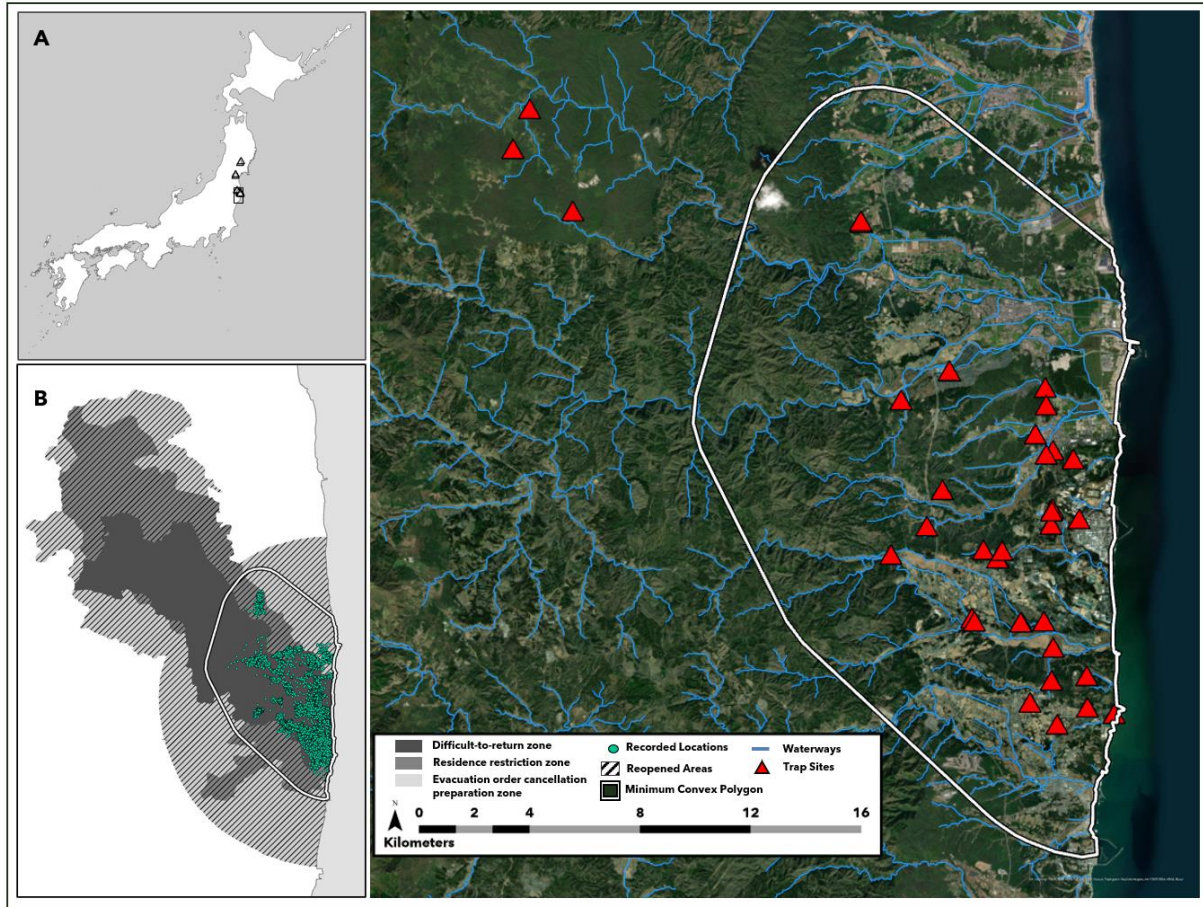 A
B
Difficult-to-return zone
Residence restriction zone
Evacuation order cancellation
preparation zone
Recorded Locations
Reopened Areas
Minimum Convex Polygon
Waterways
Trap Sites
N
0 4 8 12 16
Kilometers